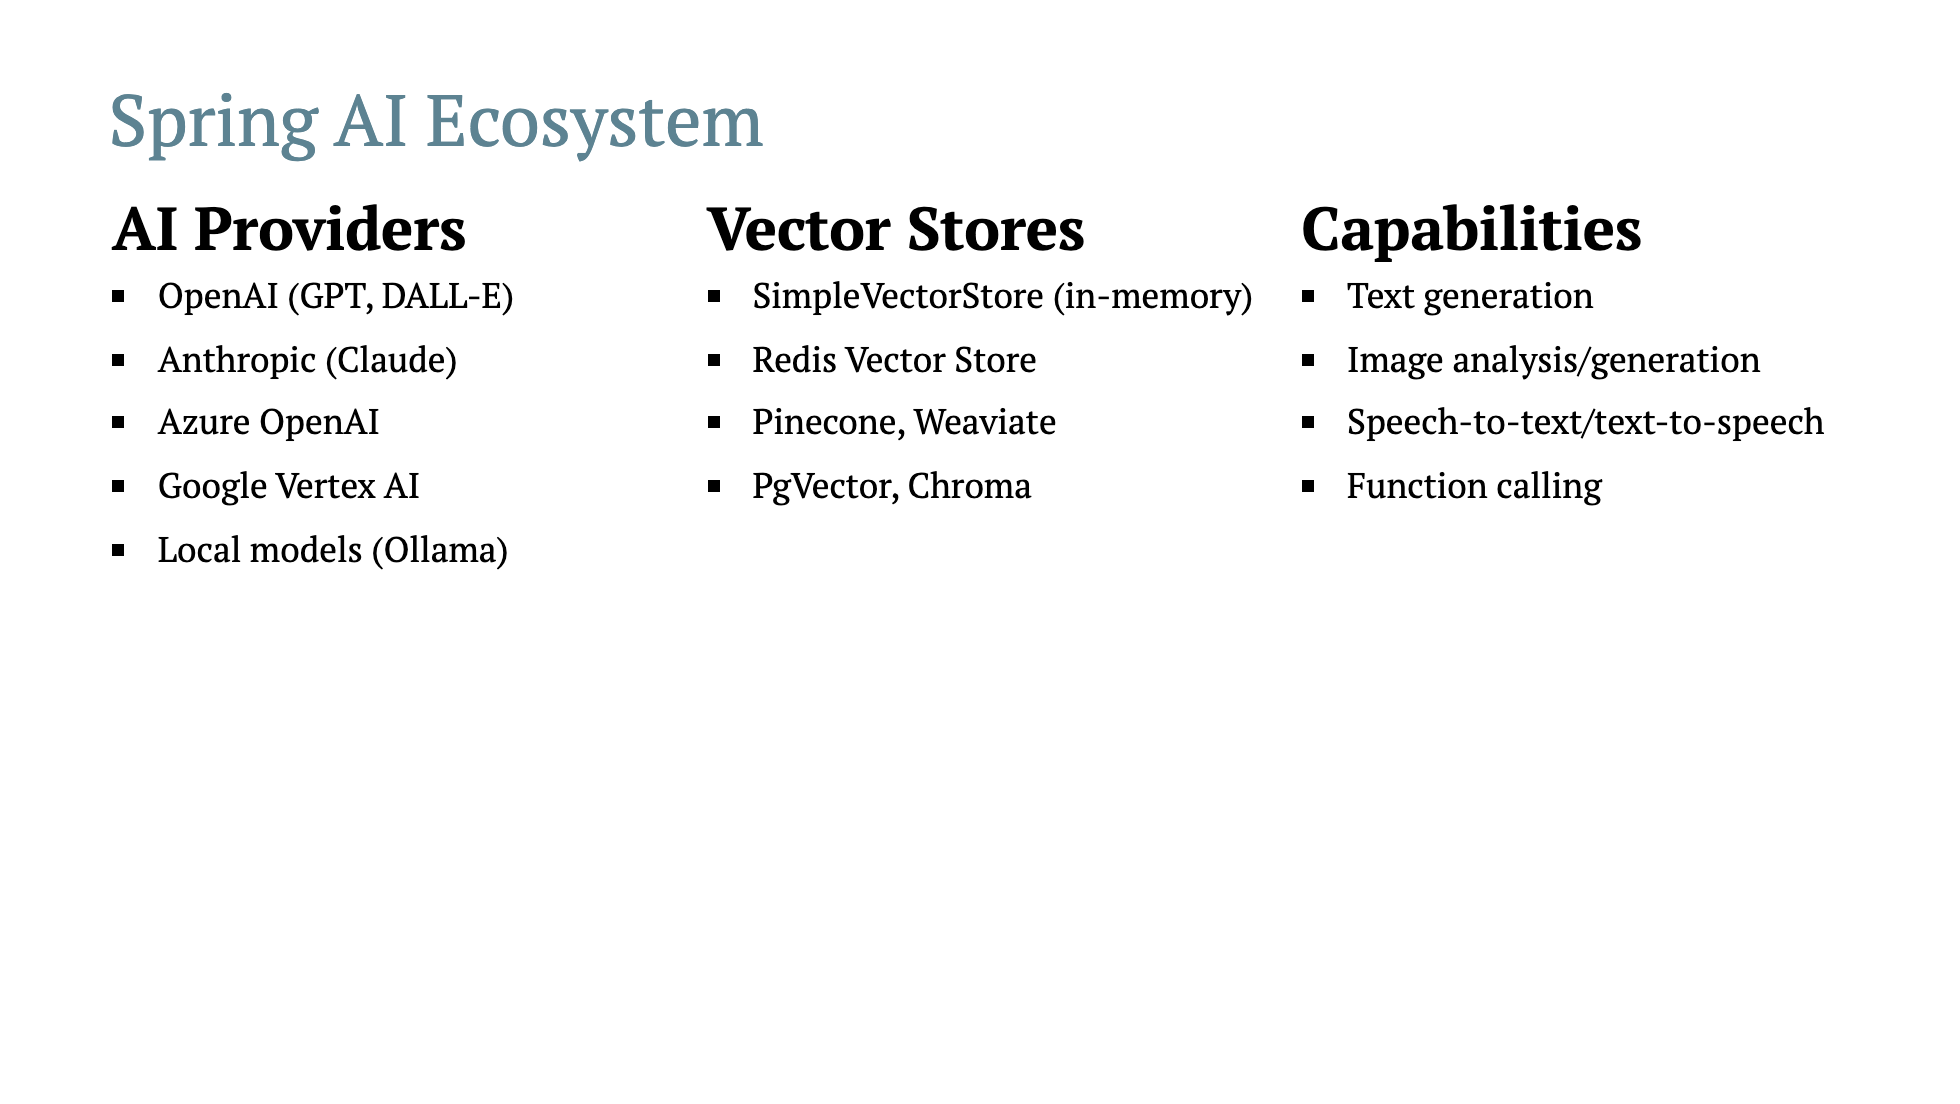 Spring AI Ecosystem
AI Providers
▪ OpenAI (GPT, DALL-E)
▪ Anthropic (Claude)
▪ Azure OpenAI
▪ Google Vertex AI
▪ Local models (Ollama)
Vector Stores
▪ SimpleVectorStore (in-memory)
▪ Redis Vector Store
▪ Pinecone, Weaviate
▪ PgVector, Chroma
Capabilities
▪ Text generation
▪ Image analysis/generation
▪ Speech-to-text/text-to-speech
▪ Function calling